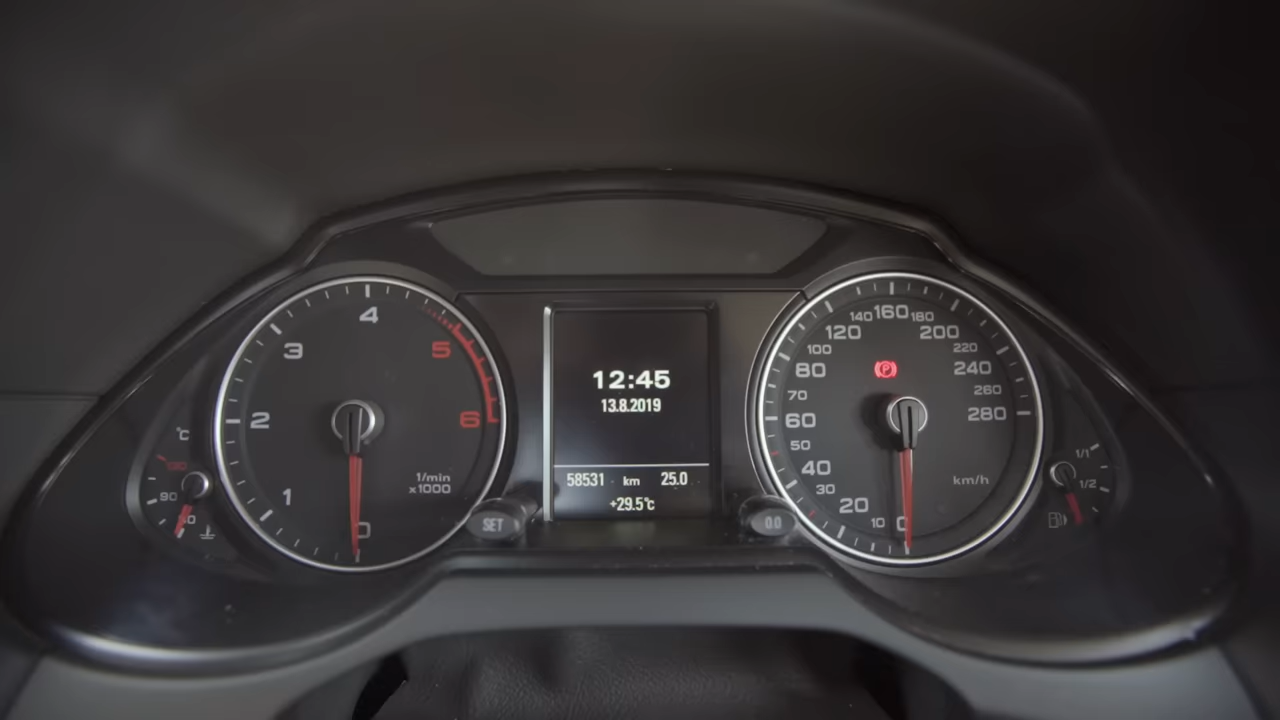 4
3
5
2
6
1
0
1/min
x1000
°C
130
90
SET
12:45
13.8.2019
58531 km 25.0
+29.5°C
0.0
140 160 180
120 200
100 220
80 (P) 240
70 260
60 280
50
40 km/h
30
20
10 0
1/1
1/2